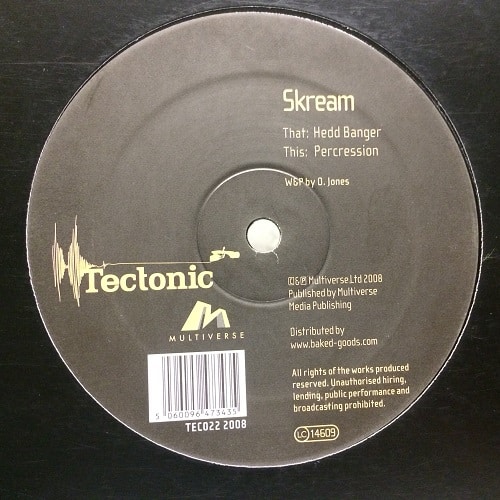 Skream
That: Hedd Banger
This: Percression
W&P by O. Jones
Tectonic
MULTIVERSE
©&℗ Multiverse Ltd 2008
Published by Multiverse
Media Publishing
Distributed by
www.baked-goods.com
All rights of the works produced
reserved. Unauthorised hiring,
lending, public performance and
broadcasting prohibited.
5 060096 473435
TEC022 2008
LC 14609